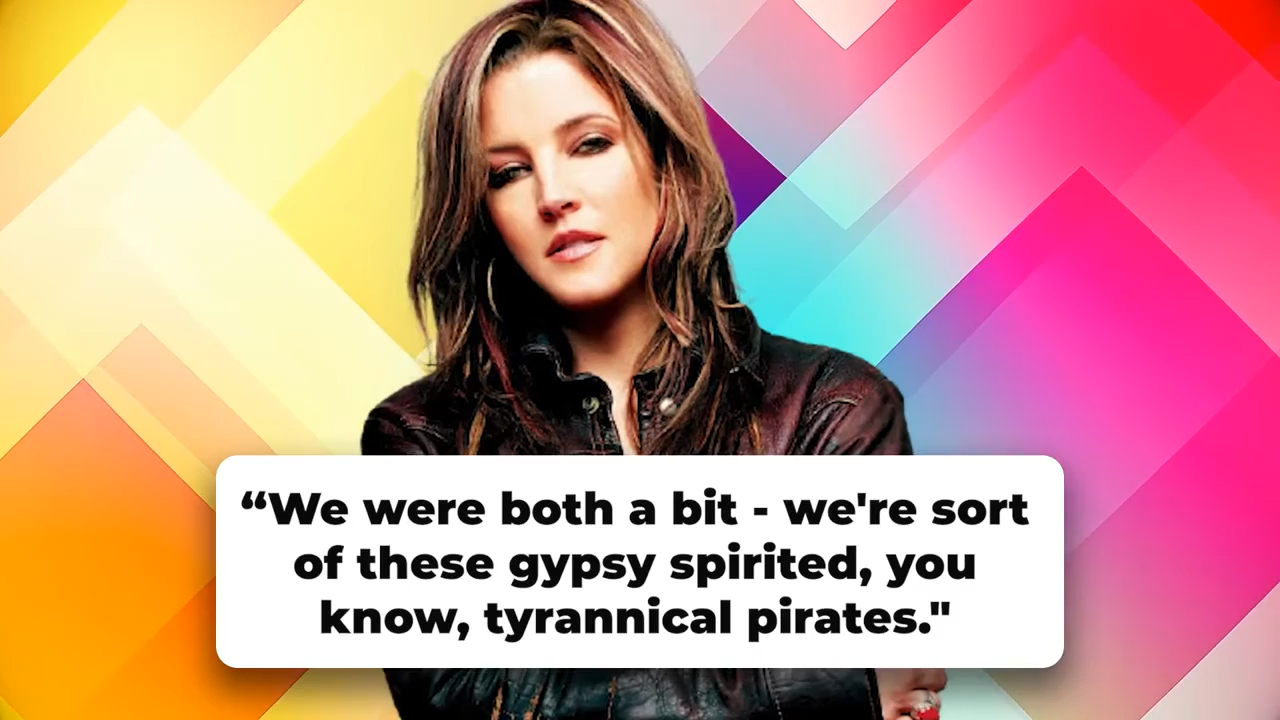 “We were both a bit - we're sort
of these gypsy spirited, you
know, tyrannical pirates."